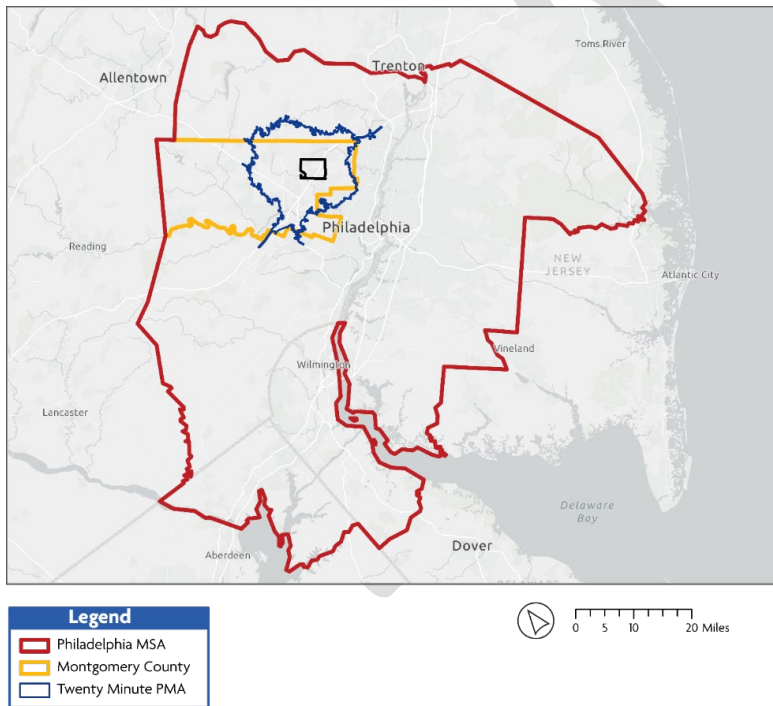 Toms River
Allentown
Trenton
Philadelphia
Reading
NEW
JERSEY
Atlantic City
Vineland
Wilmington
Lancaster
Delaware
Bay
Aberdeen
Dover
Legend
Philadelphia MSA
Montgomery County
Twenty Minute PMA
0 5 10 20 Miles